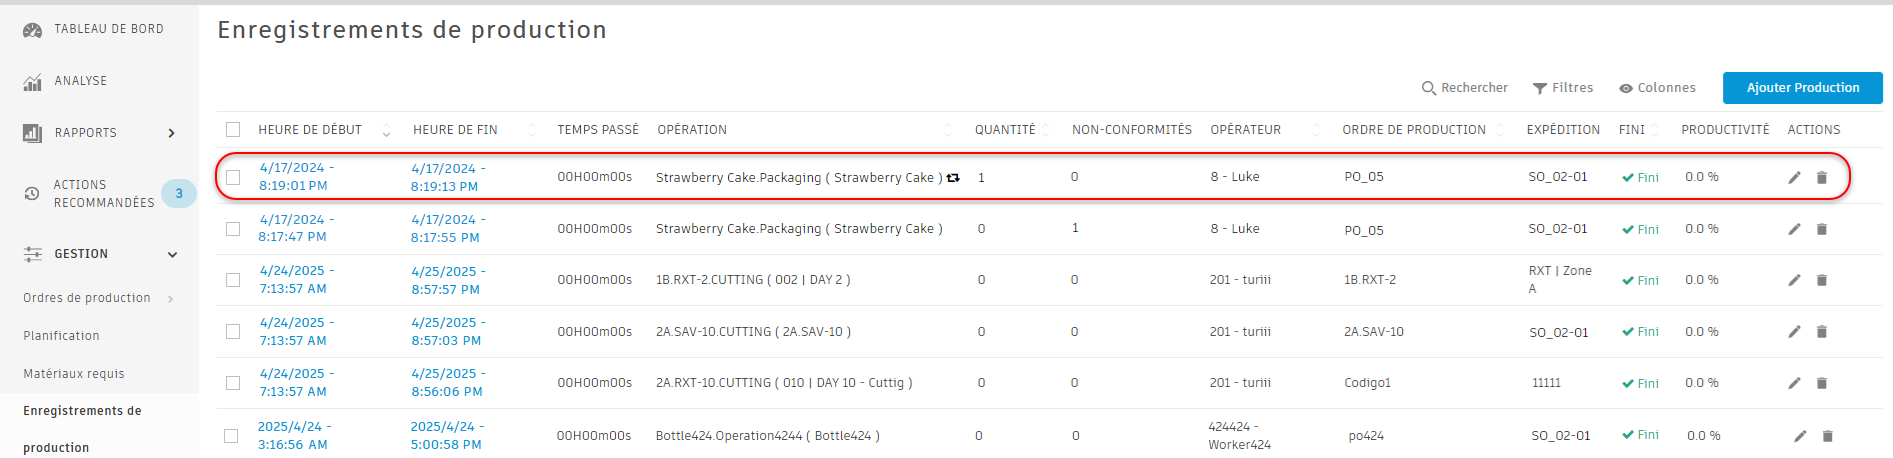 Enregistrements de production
TABLEAU DE BORD
ANALYSE
RAPPORTS
ACTIONS
RECOMMANDÉES
3
GESTION
Ordres de production
Planification
Matériaux requis
Enregistrements de
production
Rechercher Filtres Colonnes Ajouter Production
HEURE DE DÉBUT HEURE DE FIN TEMPS PASSÉ OPÉRATION QUANTITÉ NON-CONFORMITÉS OPÉRATEUR ORDRE DE PRODUCTION EXPÉDITION FINI PRODUCTIVITÉ ACTIONS
4/17/2024 - 4/17/2024 -
8:19:01 PM 8:19:13 PM 00H00m00s Strawberry Cake.Packaging ( Strawberry Cake ) 1 0 8 - Luke PO_05 SO_02-01 Fini 0.0 %
4/17/2024 - 4/17/2024 -
8:17:47 PM 8:17:55 PM 00H00m00s Strawberry Cake.Packaging ( Strawberry Cake ) 0 1 8 - Luke PO_05 SO_02-01 Fini 0.0 %
4/24/2025 - 4/25/2025 - RXT | Zone
7:13:57 AM 8:57:57 PM 00H00m00s 1B.RXT-2.CUTTING ( 002 | DAY 2 ) 0 0 201 - turiii 1B.RXT-2 A Fini 0.0 %
4/24/2025 - 4/25/2025 -
7:13:57 AM 8:57:03 PM 00H00m00s 2A.SAV-10.CUTTING ( 2A.SAV-10 ) 0 0 201 - turiii 2A.SAV-10 SO_02-01 Fini 0.0 %
4/24/2025 - 4/25/2025 -
7:13:57 AM 8:56:06 PM 00H00m00s 2A.RXT-10.CUTTING ( 010 | DAY 10 - Cuttig ) 0 0 201 - turiii Codigo1 11111 Fini 0.0 %
2025/4/24 - 2025/4/25 - 424424 -
3:16:56 AM 5:00:58 PM 00H00m00s Bottle424.Operation4244 ( Bottle424 ) 0 0 Worker424 po424 SO_02-01 Fini 0.0 %